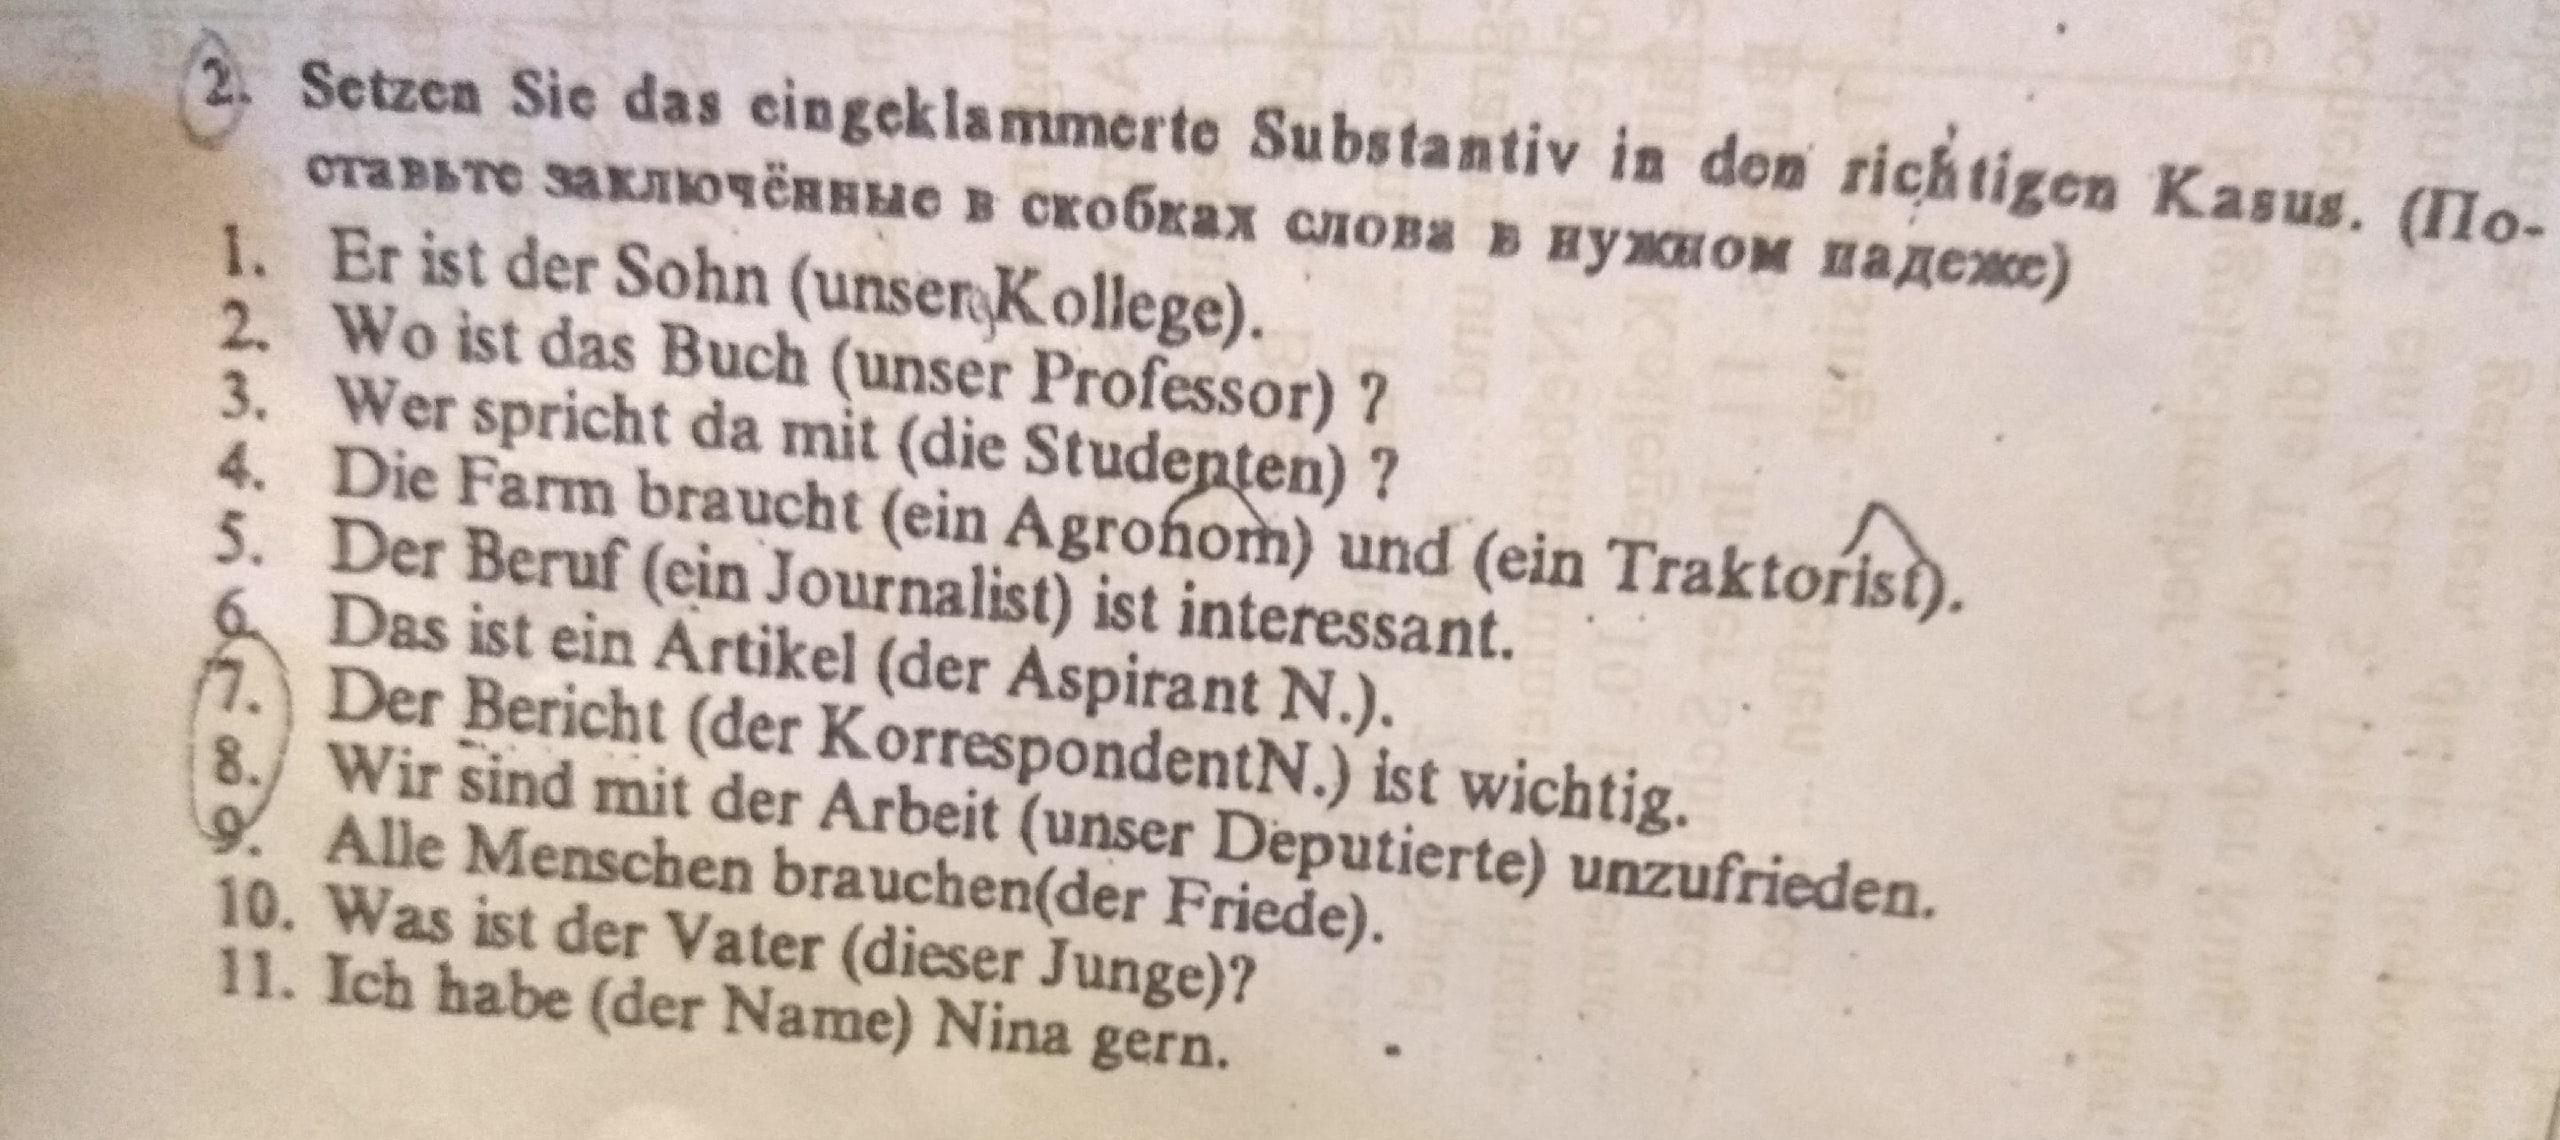 2. Setzen Sie das eingeklammerte Substantiv in den richtigen Kasus. (По-
ставьте заключённые в скобках слова в нужном падеже)
1. Er ist der Sohn (unser Kollege).
2. Wo ist das Buch (unser Professor) ?
3. Wer spricht da mit (die Studenten) ?
4. Die Farm braucht (ein Agronom) und (ein Traktorist).
5. Der Beruf (ein Journalist) ist interessant.
6. Das ist ein Artikel (der Aspirant N.).
7. Der Bericht (der KorrespondentN.) ist wichtig.
8. Wir sind mit der Arbeit (unser Deputierte) unzufrieden.
9. Alle Menschen brauchen(der Friede).
10. Was ist der Vater (dieser Junge)?
11. Ich habe (der Name) Nina gern.